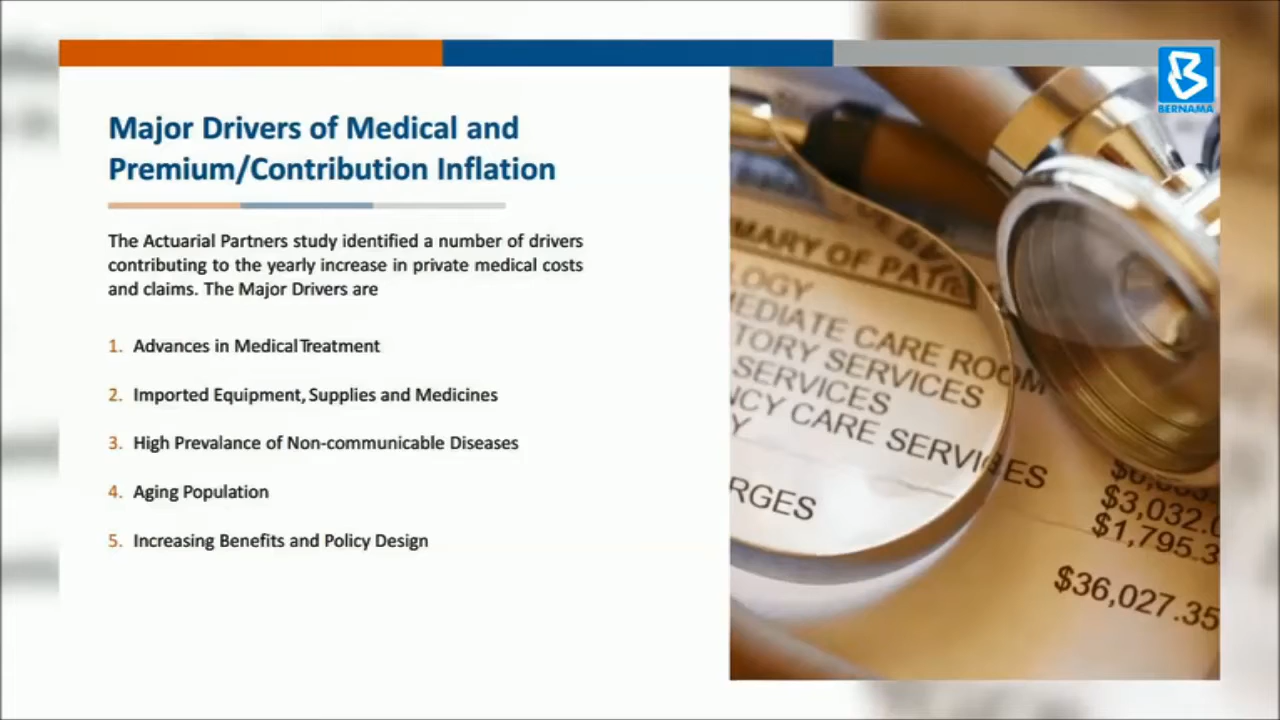 BERNAMA
Major Drivers of Medical and
Premium/Contribution Inflation
The Actuarial Partners study identified a number of drivers
contributing to the yearly increase in private medical costs
and claims. The Major Drivers are
1. Advances in Medical Treatment
2. Imported Equipment, Supplies and Medicines
3. High Prevalance of Non-communicable Diseases
4. Aging Population
5. Increasing Benefits and Policy Design
MARY OF PATIE
LOGY
MEDIATE CARE ROOM
TORY SERVICES
SERVICES
NCY CARE SERVICES
Y
RGES
$3,032.0
$1,795.3
$36,027.35